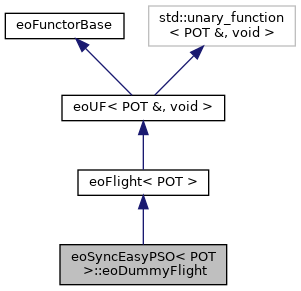 eoFunctorBase
std::unary_function
< POT &, void >
eoUF< POT &, void >
eoFlight< POT >
eoSyncEasyPSO< POT
>::eoDummyFlight